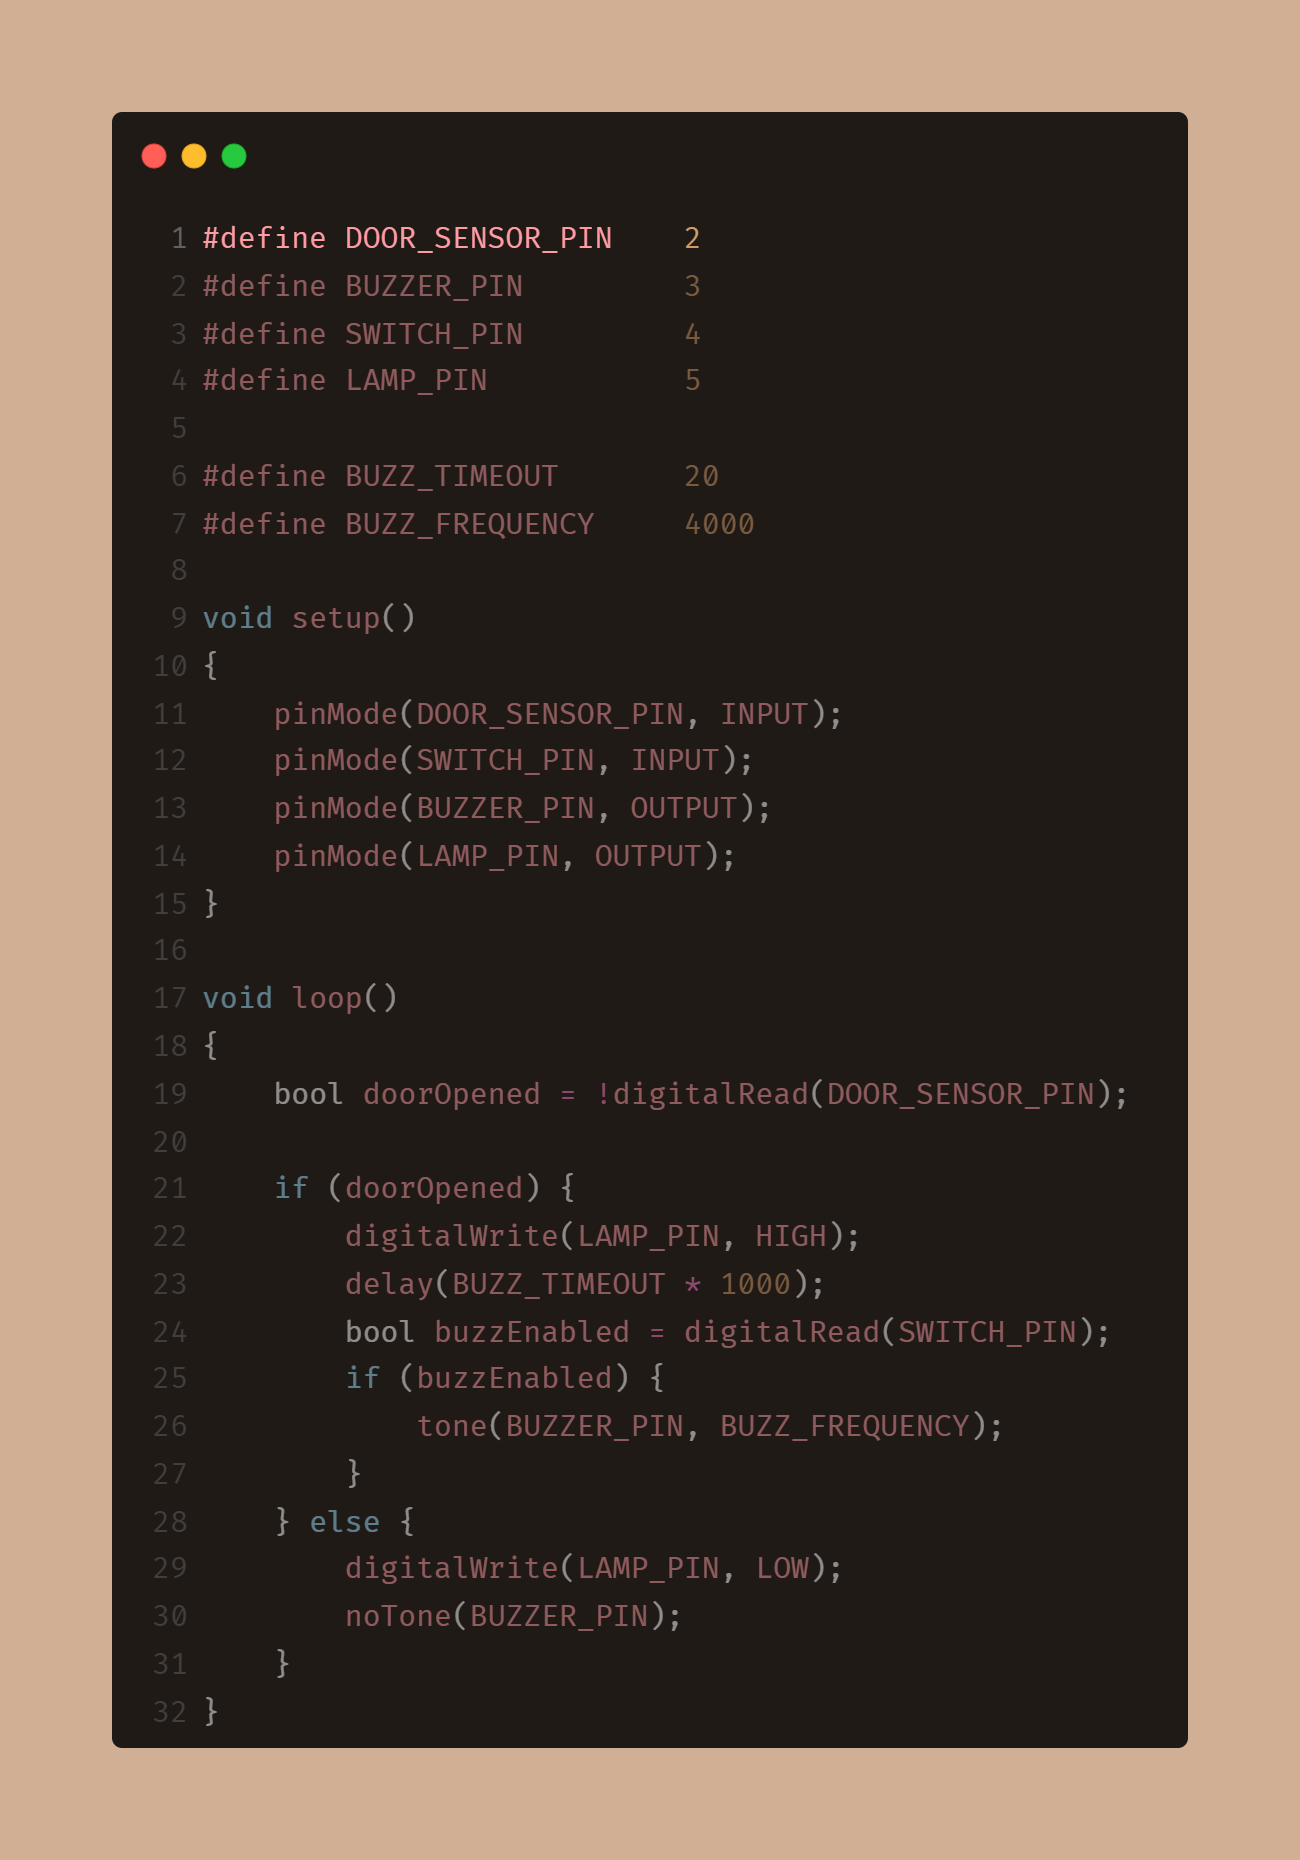 1 #define DOOR_SENSOR_PIN    2
2 #define BUZZER_PIN         3
3 #define SWITCH_PIN         4
4 #define LAMP_PIN           5
5
6 #define BUZZ_TIMEOUT       20
7 #define BUZZ_FREQUENCY     4000
8
9 void setup()
10 {
11     pinMode(DOOR_SENSOR_PIN, INPUT);
12     pinMode(SWITCH_PIN, INPUT);
13     pinMode(BUZZER_PIN, OUTPUT);
14     pinMode(LAMP_PIN, OUTPUT);
15 }
16
17 void loop()
18 {
19     bool doorOpened = !digitalRead(DOOR_SENSOR_PIN);
20
21     if (doorOpened) {
22         digitalWrite(LAMP_PIN, HIGH);
23         delay(BUZZ_TIMEOUT * 1000);
24         bool buzzEnabled = digitalRead(SWITCH_PIN);
25         if (buzzEnabled) {
26             tone(BUZZER_PIN, BUZZ_FREQUENCY);
27         }
28     } else {
29         digitalWrite(LAMP_PIN, LOW);
30         noTone(BUZZER_PIN);
31     }
32 }